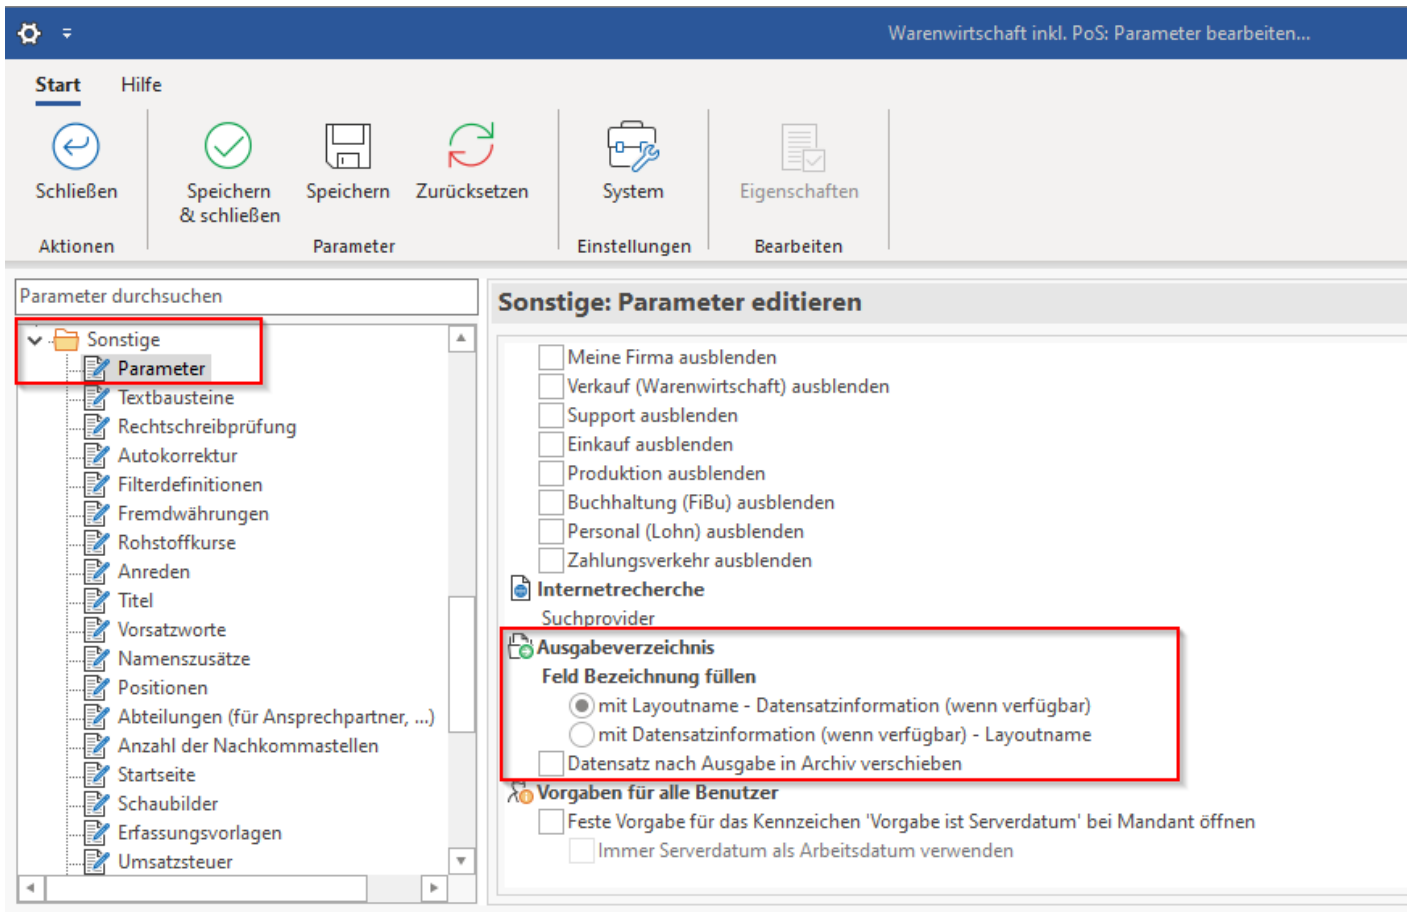 Warenwirtschaft inkl. PoS: Parameter bearbeiten...
Start Hilfe
Schließen
Speichern
& schließen
Speichern
Zurücksetzen
System
Eigenschaften
Aktionen
Parameter
Einstellungen
Bearbeiten
Parameter durchsuchen
Sonstige
Parameter
Textbausteine
Rechtschreibprüfung
Autokorrektur
Filterdefinitionen
Fremdwährungen
Rohstoffkurse
Anreden
Titel
Vorsatzworte
Namenszusätze
Positionen
Abteilungen (für Ansprechpartner, ...)
Anzahl der Nachkommastellen
Startseite
Schaubilder
Erfassungsvorlagen
Umsatzsteuer
Sonstige: Parameter editieren
Meine Firma ausblenden
Verkauf (Warenwirtschaft) ausblenden
Support ausblenden
Einkauf ausblenden
Produktion ausblenden
Buchhaltung (FiBu) ausblenden
Personal (Lohn) ausblenden
Zahlungsverkehr ausblenden
Internetrecherche
Suchprovider
Ausgabeverzeichnis
Feld Bezeichnung füllen
mit Layoutname - Datensatzinformation (wenn verfügbar)
mit Datensatzinformation (wenn verfügbar) - Layoutname
Datensatz nach Ausgabe in Archiv verschieben
Vorgaben für alle Benutzer
Feste Vorgabe für das Kennzeichen 'Vorgabe ist Serverdatum' bei Mandant öffnen
Immer Serverdatum als Arbeitsdatum verwenden